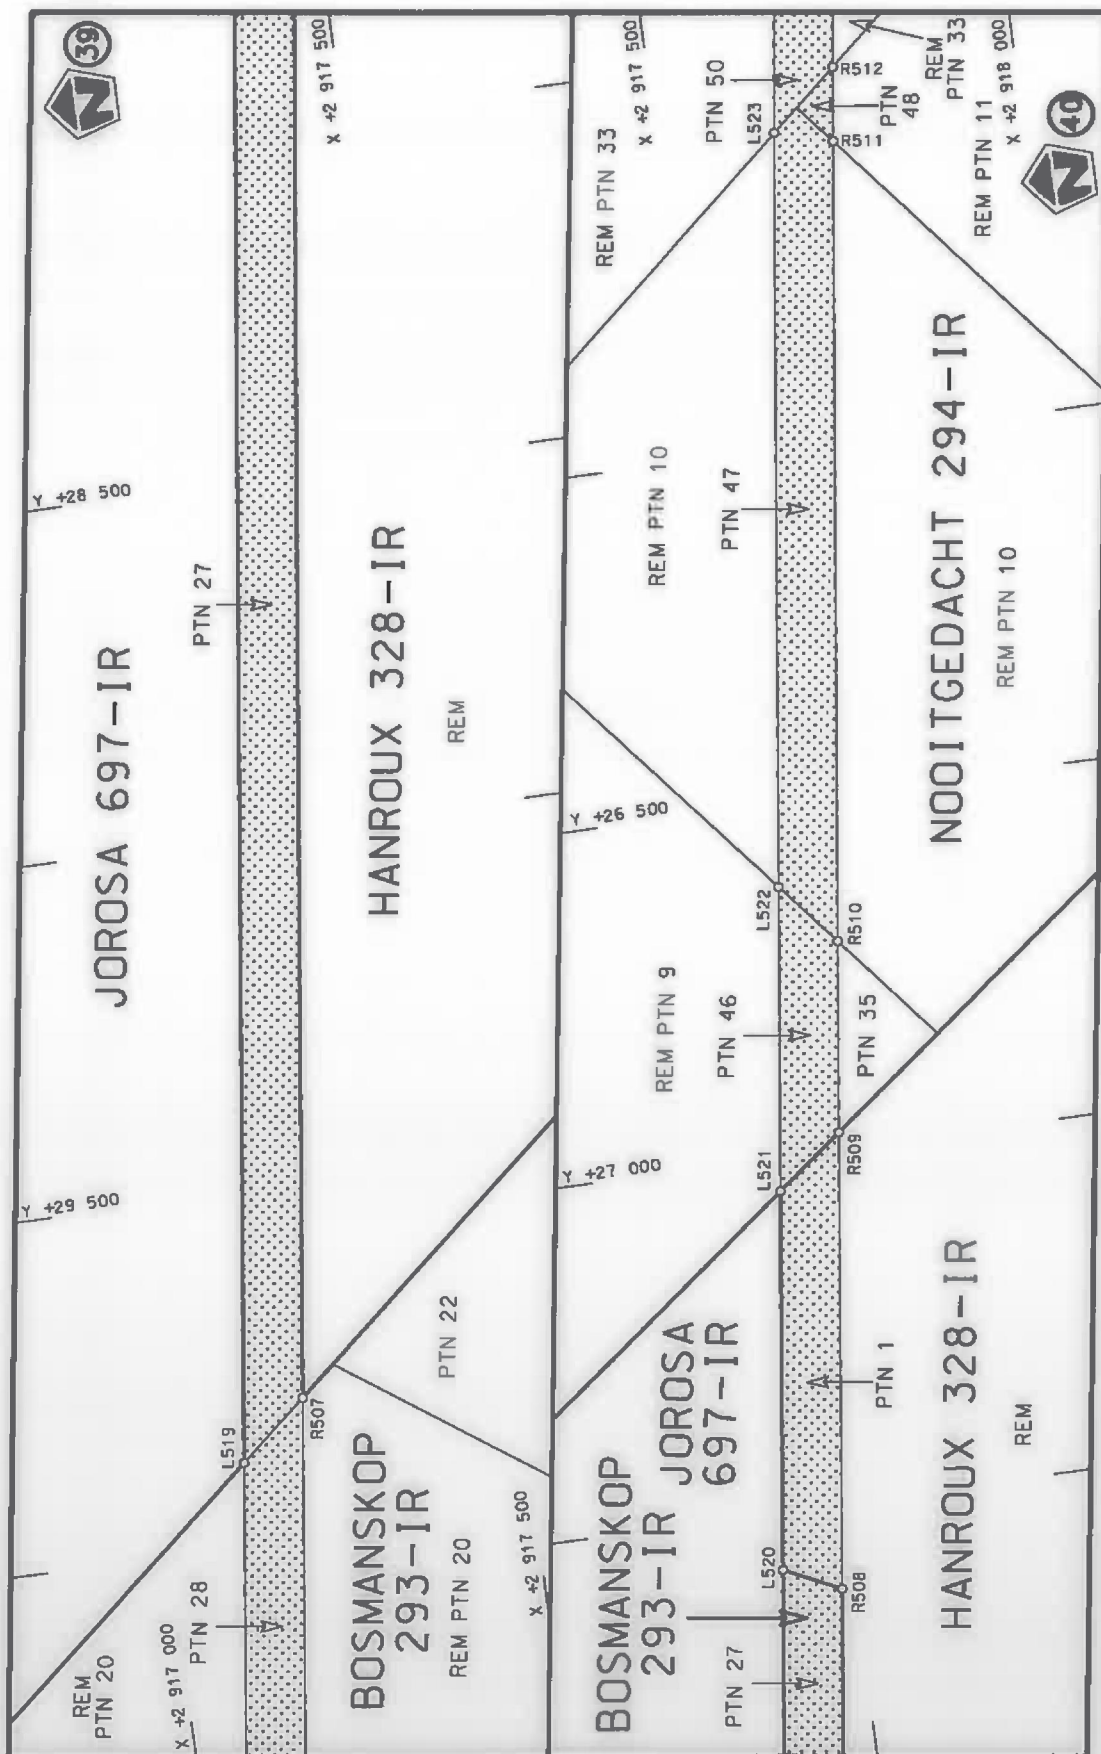 39
N
X +2 917 500
Y +28 500
JOROSA 697-IR
PTN 27
HANROUX 328-IR
REM
Y +29 500
L519
R507
PTN 22
BOSMANSKOP
293-IR
REM PTN 20
X +2 917 500
REM
PTN 20
X +2 917 000
PTN 28
40
N
X +2 917 500
X +2 918 000
REM PTN 33
PTN 50
L523
R512
R511
PTN
48
REM
PTN 33
REM PTN 11
REM PTN 10
PTN 47
NOOITGEDACHT 294-IR
REM PTN 10
Y +26 500
L522
R510
REM PTN 9
PTN 46
PTN 35
Y +27 000
L521
R509
JOROSA
697-IR
PTN 1
HANROUX 328-IR
REM
BOSMANSKOP
293-IR
L520
R508
PTN 27